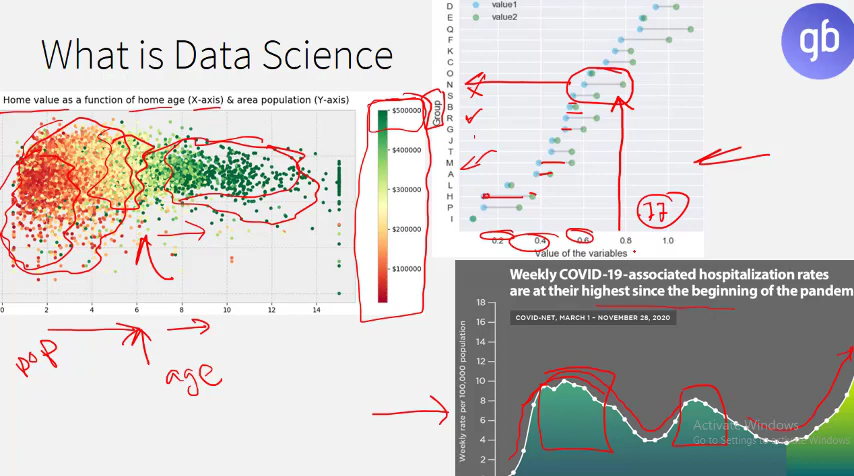 What is Data Science
Home value as a function of home age (X-axis) & area population (Y-axis)
$500000
$400000
$300000
$200000
$100000
0
2
4
6
8
10
12
14
pop
age
value1
value2
Group
D
E
Q
F
K
C
O
N
S
B
R
G
J
T
M
A
L
H
P
I
0.2
0.4
0.6
0.8
1.0
Value of the variables
77
gb
Weekly COVID-19-associated hospitalization rates
are at their highest since the beginning of the pandem
COVID-NET, MARCH 1 – NOVEMBER 28, 2020
Weekly rate per 100,000 population
18
16
14
12
10
8
6
4
2
Activate Windows
Go to Settings to activate Windows